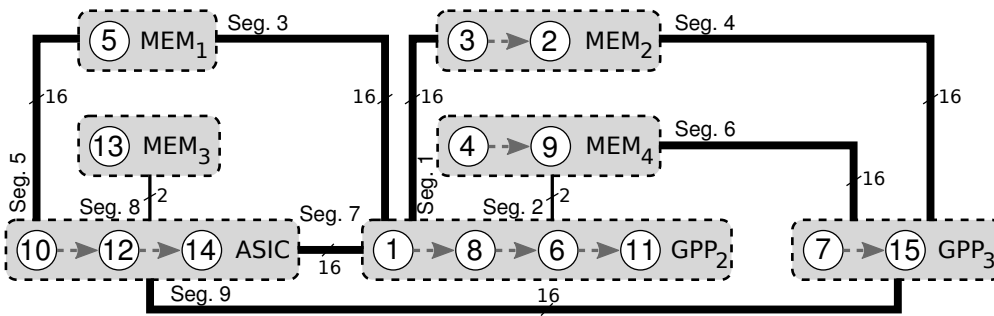 5 MEM1 Seg. 3 3 2 MEM2 Seg. 4
16 16 16 16
13 MEM3 4 9 MEM4 Seg. 6
Seg. 5 Seg. 8 2 Seg. 1 Seg. 2 2 16
10 12 14 ASIC Seg. 7 16 1 8 6 11 GPP2 7 15 GPP3
Seg. 9 16